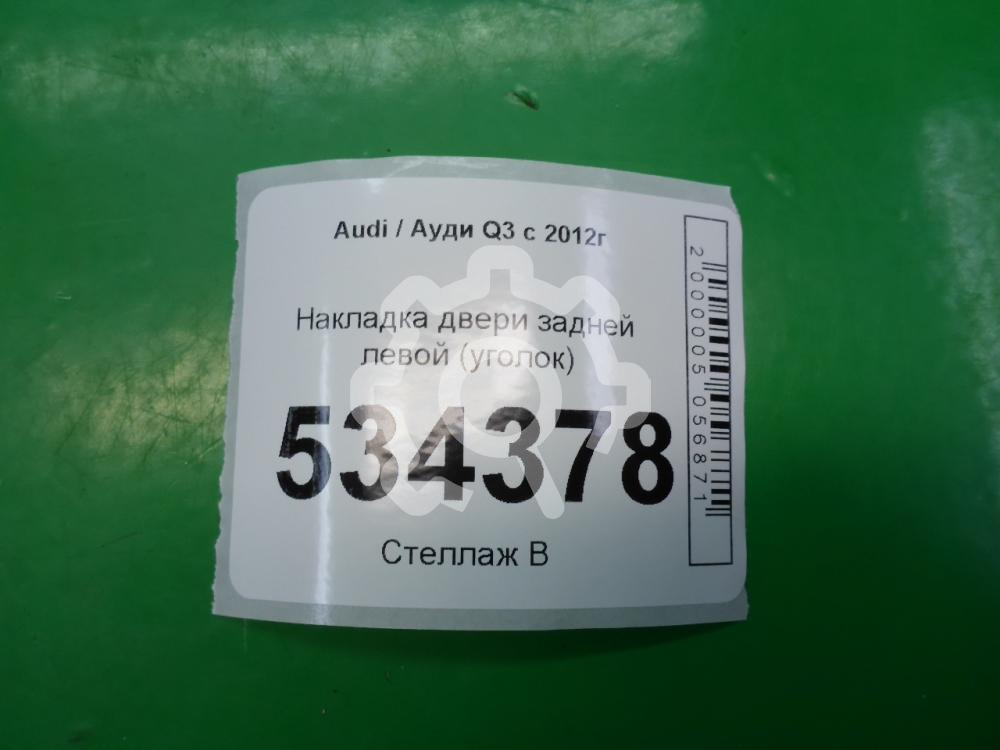 Audi / Ауди Q3 с 2012г
Накладка двери задней
левой (уголок)
534378
Стеллаж В
2000005056871